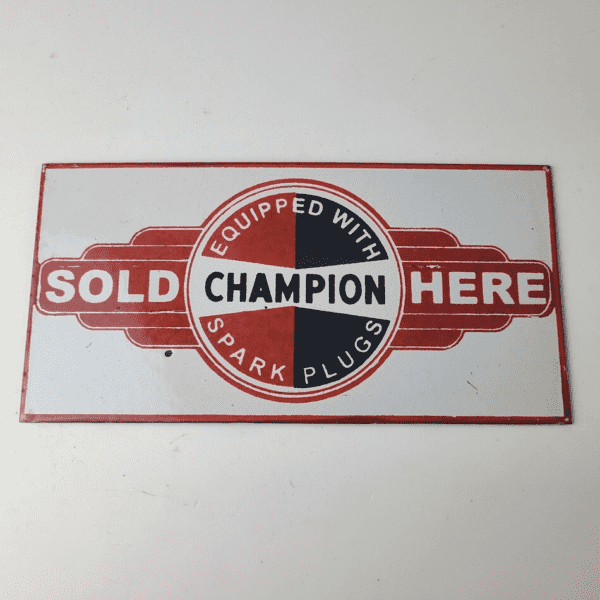 EQUIPPED WITH
SOLD CHAMPION HERE
SPARK PLUGS